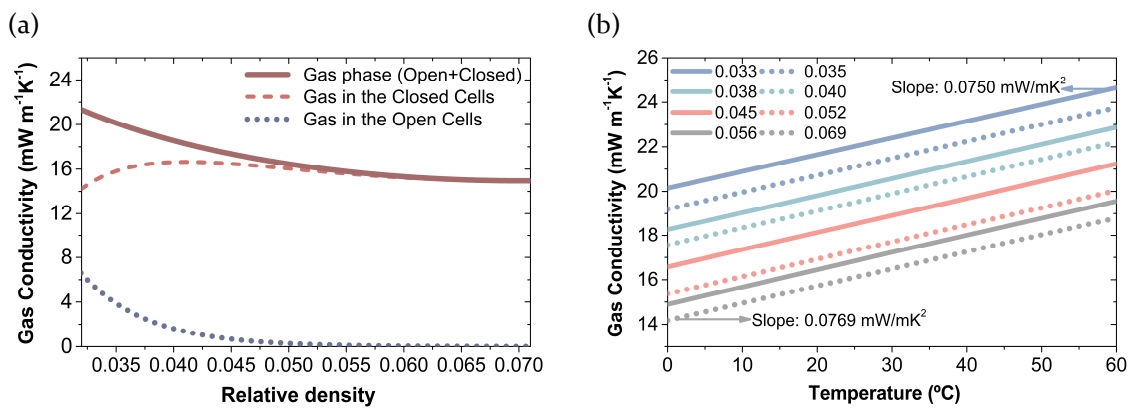 (a)
24
20
16
12
8
4
0
Gas Conductivity (mW m⁻¹K⁻¹)
Gas phase (Open+Closed)
Gas in the Closed Cells
Gas in the Open Cells
0.035 0.040 0.045 0.050 0.055 0.060 0.065 0.070
Relative density
(b)
26
24
22
20
18
16
14
Gas Conductivity (mW m⁻¹K⁻¹)
0.033 0.035
0.038 0.040
0.045 0.052
0.056 0.069
Slope: 0.0750 mW/mK²
Slope: 0.0769 mW/mK²
0 10 20 30 40 50 60
Temperature (ºC)